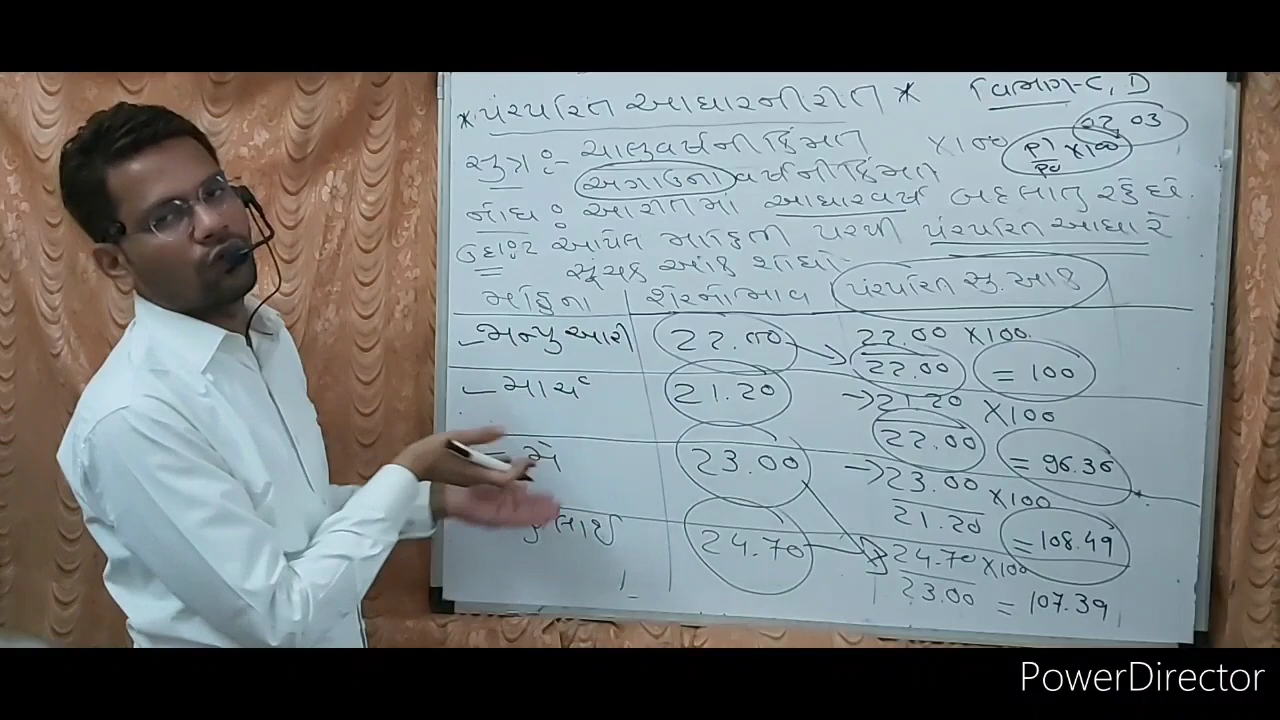 * પરંપરિત આધારની રીત * વિભાગ-C, D
સુત્ર :- ચાલુવર્ષની કિંમત ×100
અગાઉના વર્ષની કિંમત
P1 ×100
P0
03
નોંધ : આ રીતમાં આધારવર્ષ બદલાતુ રહે છે.
ઉદા : 2 આપેલ માહિતી પરથી પરંપરિત આધારે
સૂચક આંક શોધો.
મહિના શેરનાભાવ પરંપરિત સુ. આંક
જાન્યુઆરી 22.00 22.00 ×100
22.00 = 100
માર્ચ 21.20 21.20 ×100
22.00 = 96.36
મે 23.00 23.00 ×100
21.20 = 108.49
જુલાઈ 24.70 24.70 ×100
23.00 = 107.39
PowerDirector